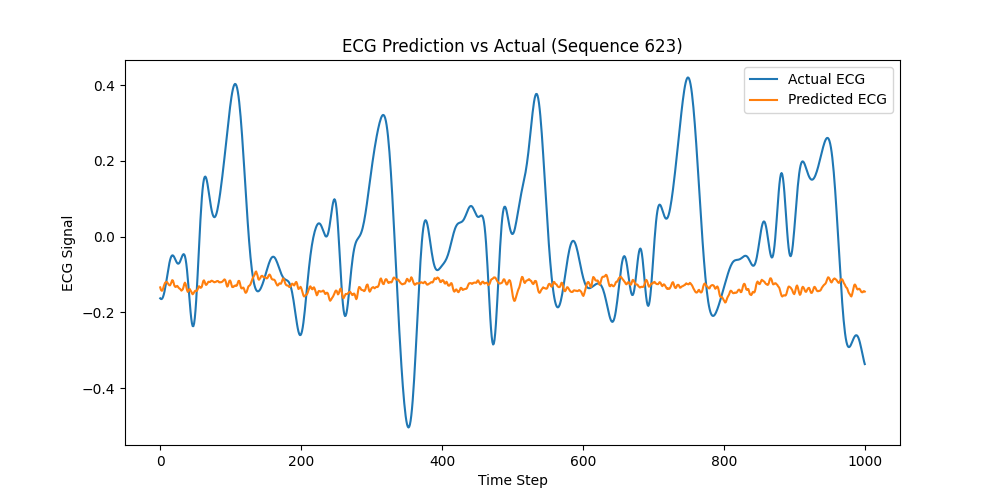 ECG Prediction vs Actual (Sequence 623)
Actual ECG
Predicted ECG
ECG Signal
0.4
0.2
0.0
−0.2
−0.4
0 200 400 600 800 1000
Time Step